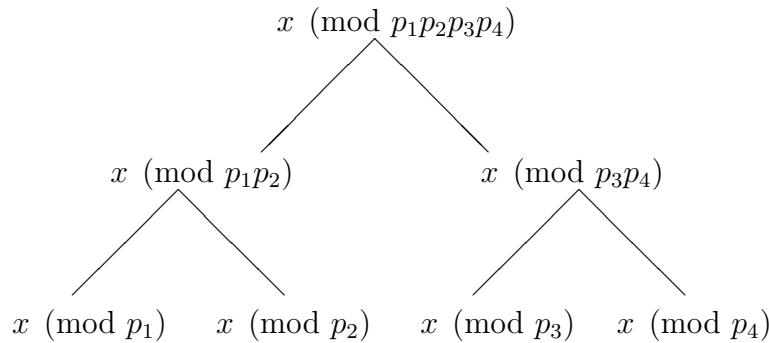 x (mod p₁p₂p₃p₄)
x (mod p₁p₂) x (mod p₃p₄)
x (mod p₁) x (mod p₂) x (mod p₃) x (mod p₄)